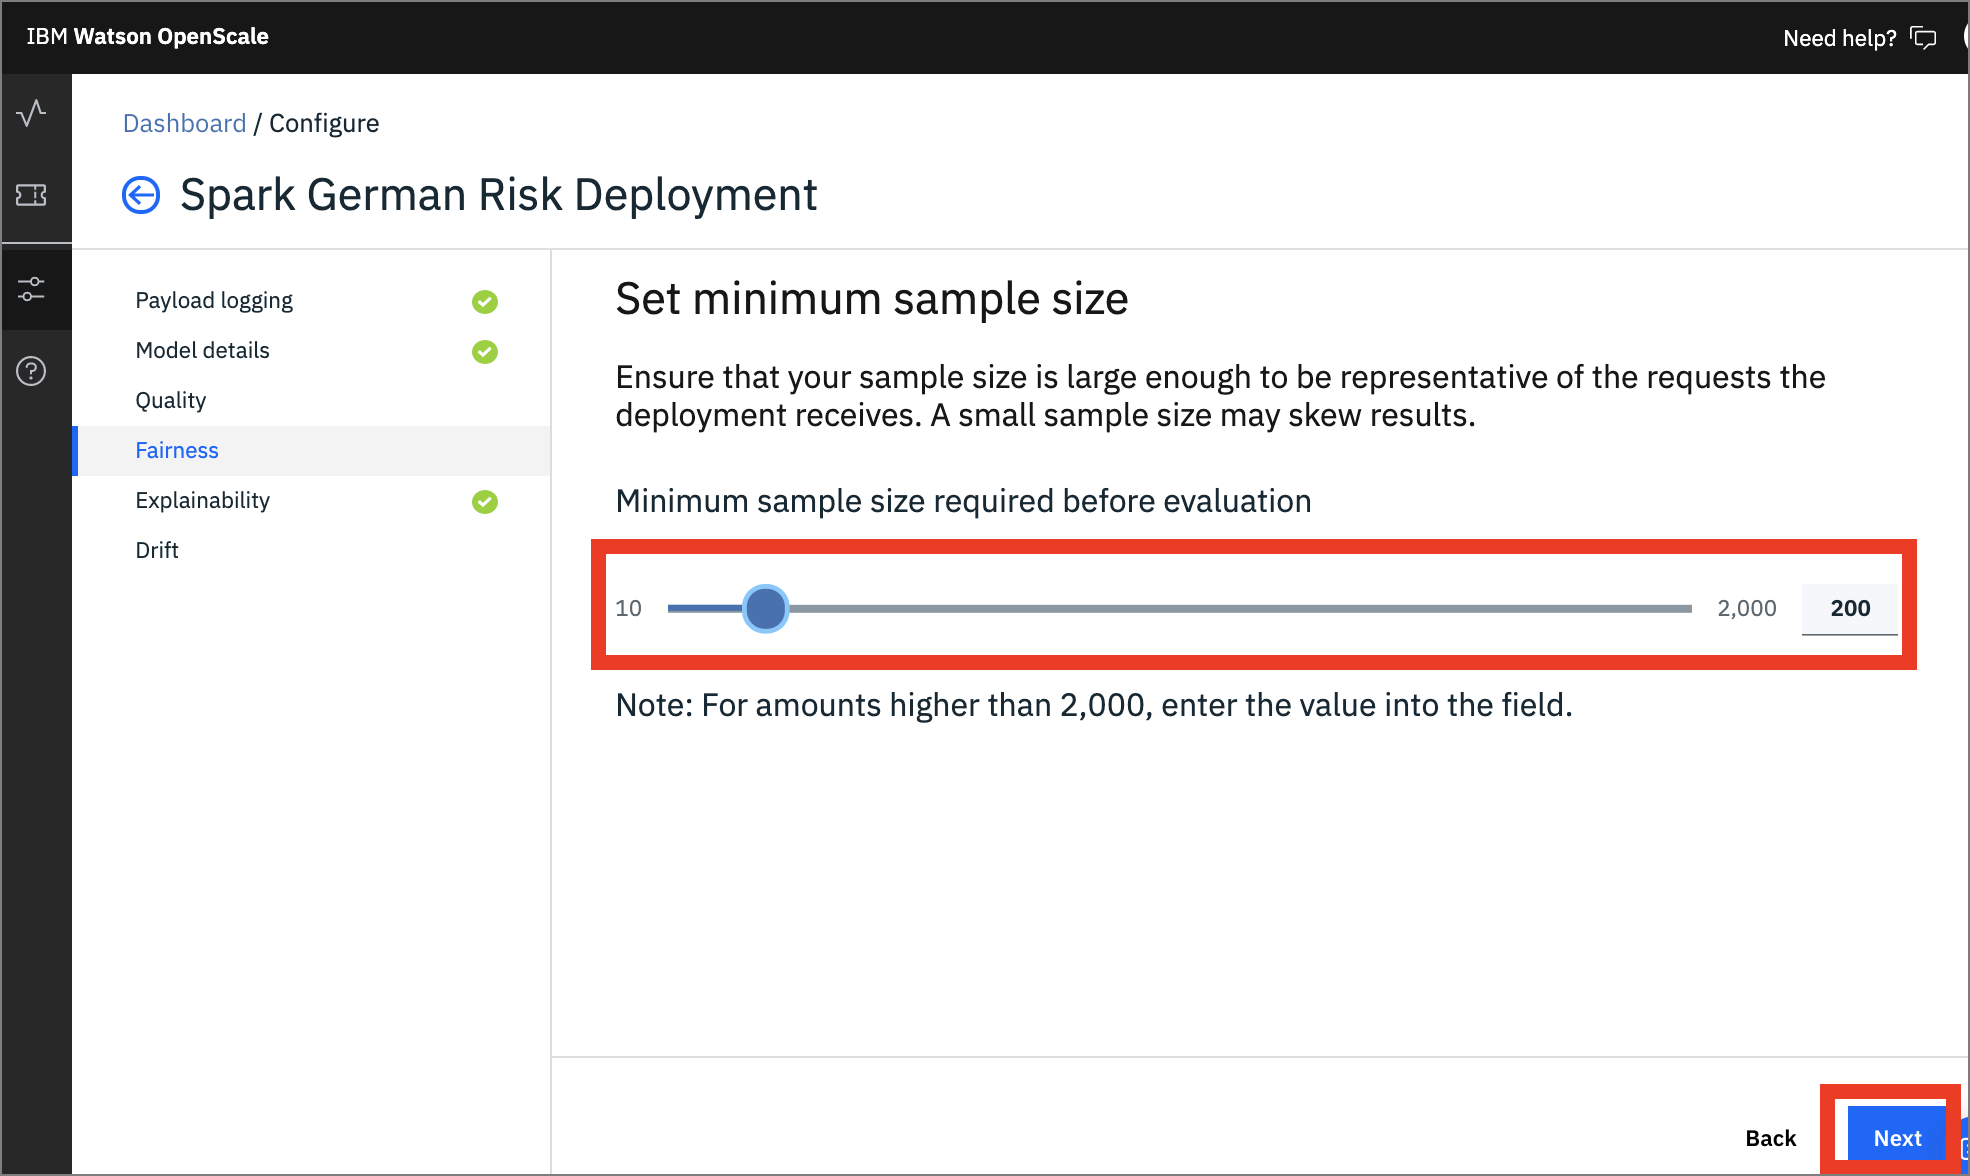 IBM Watson OpenScale
Need help?
Dashboard / Configure
Spark German Risk Deployment
Payload logging
Model details
Quality
Fairness
Explainability
Drift
Set minimum sample size
Ensure that your sample size is large enough to be representative of the requests the
deployment receives. A small sample size may skew results.
Minimum sample size required before evaluation
10 2,000 200
Note: For amounts higher than 2,000, enter the value into the field.
Back Next